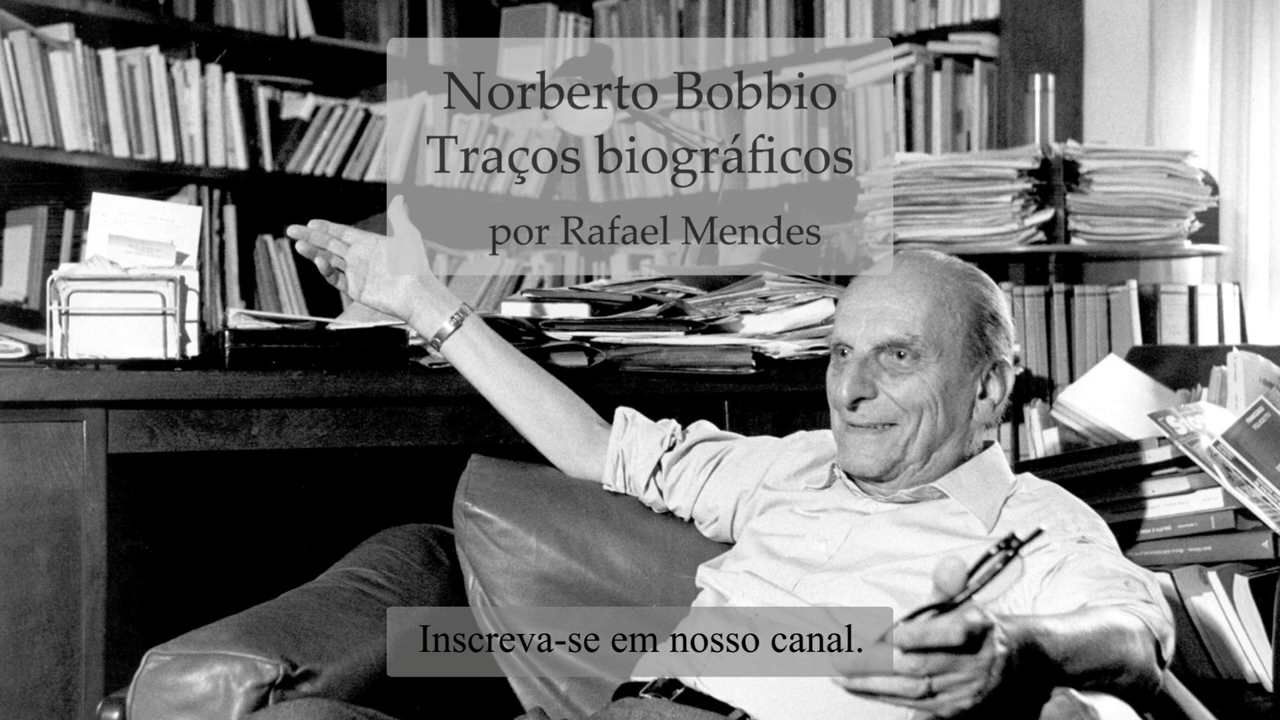 Norberto Bobbio
Traços biográficos
por Rafael Mendes
Inscreva-se em nosso canal.